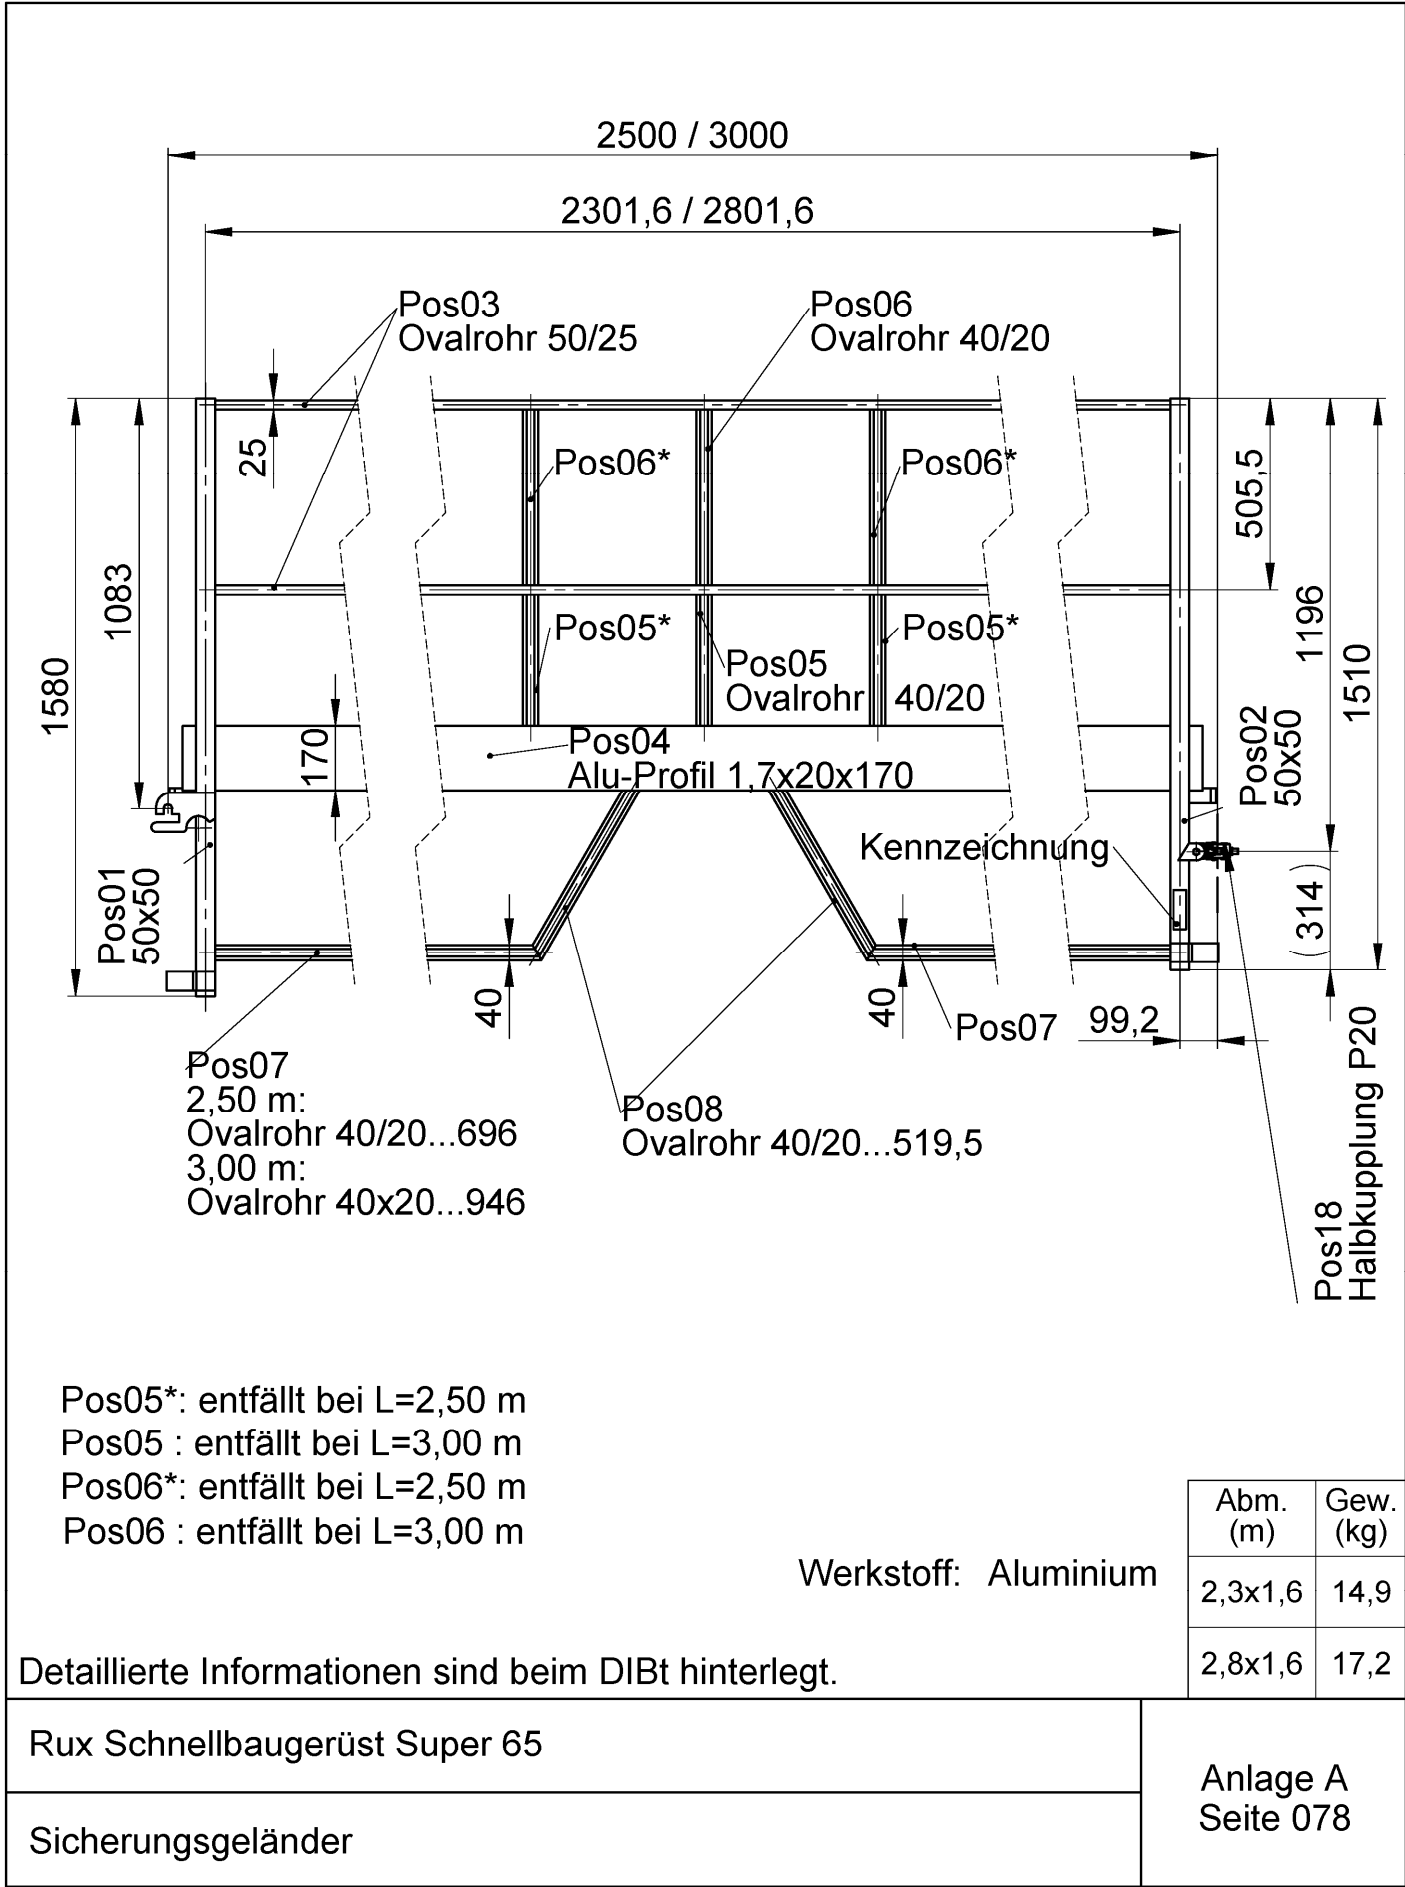 2500 / 3000
2301,6 / 2801,6
Pos03
Ovalrohr 50/25
Pos06
Ovalrohr 40/20
25
Pos06*
Pos06*
505,5
1083
1196
1580
1510
Pos05*
Pos05*
Pos05
Ovalrohr 40/20
170
Pos04
Alu-Profil 1,7x20x170
Pos02
50x50
Kennzeichnung
Pos01
50x50
(314)
40
40
Pos07
99,2
Pos07
2,50 m:
Ovalrohr 40/20...696
3,00 m:
Ovalrohr 40x20...946
Pos08
Ovalrohr 40/20...519,5
Pos18
Halbkupplung P20
Pos05*: entfällt bei L=2,50 m
Pos05 : entfällt bei L=3,00 m
Pos06*: entfällt bei L=2,50 m
Pos06 : entfällt bei L=3,00 m
Werkstoff: Aluminium
Abm. Gew.
(m) (kg)
2,3x1,6 14,9
2,8x1,6 17,2
Detaillierte Informationen sind beim DIBt hinterlegt.
Rux Schnellbaugerüst Super 65
Sicherungsgeländer
Anlage A
Seite 078